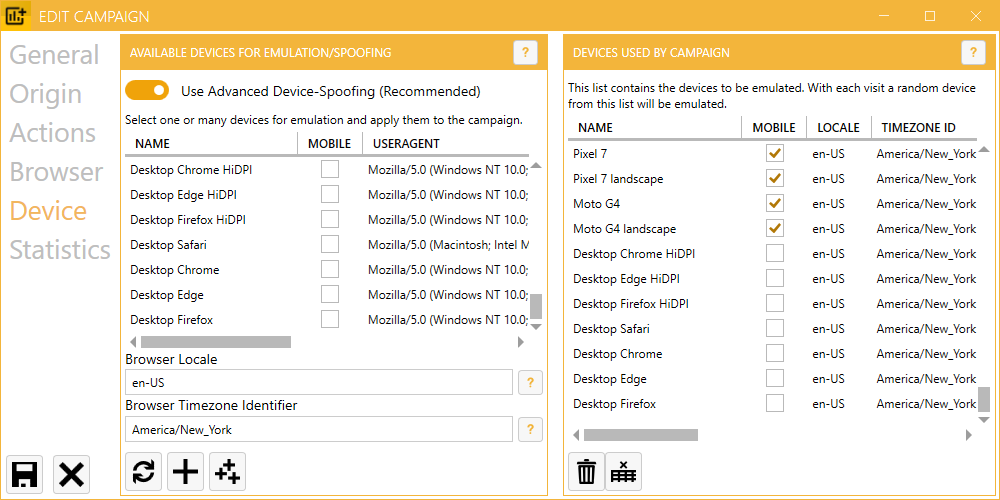 EDIT CAMPAIGN
General
Origin
Actions
Browser
Device
Statistics
AVAILABLE DEVICES FOR EMULATION/SPOOFING ?
Use Advanced Device-Spoofing (Recommended)
Select one or many devices for emulation and apply them to the campaign.
NAME MOBILE USERAGENT
Desktop Chrome HiDPI Mozilla/5.0 (Windows NT 10.0;
Desktop Edge HiDPI Mozilla/5.0 (Windows NT 10.0;
Desktop Firefox HiDPI Mozilla/5.0 (Windows NT 10.0;
Desktop Safari Mozilla/5.0 (Macintosh; Intel M
Desktop Chrome Mozilla/5.0 (Windows NT 10.0;
Desktop Edge Mozilla/5.0 (Windows NT 10.0;
Desktop Firefox Mozilla/5.0 (Windows NT 10.0;
Browser Locale
en-US ?
Browser Timezone Identifier
America/New_York ?
DEVICES USED BY CAMPAIGN ?
This list contains the devices to be emulated. With each visit a random device
from this list will be emulated.
NAME MOBILE LOCALE TIMEZONE ID
Pixel 7 en-US America/New_York
Pixel 7 landscape en-US America/New_York
Moto G4 en-US America/New_York
Moto G4 landscape en-US America/New_York
Desktop Chrome HiDPI en-US America/New_York
Desktop Edge HiDPI en-US America/New_York
Desktop Firefox HiDPI en-US America/New_York
Desktop Safari en-US America/New_York
Desktop Chrome en-US America/New_York
Desktop Edge en-US America/New_York
Desktop Firefox en-US America/New_York